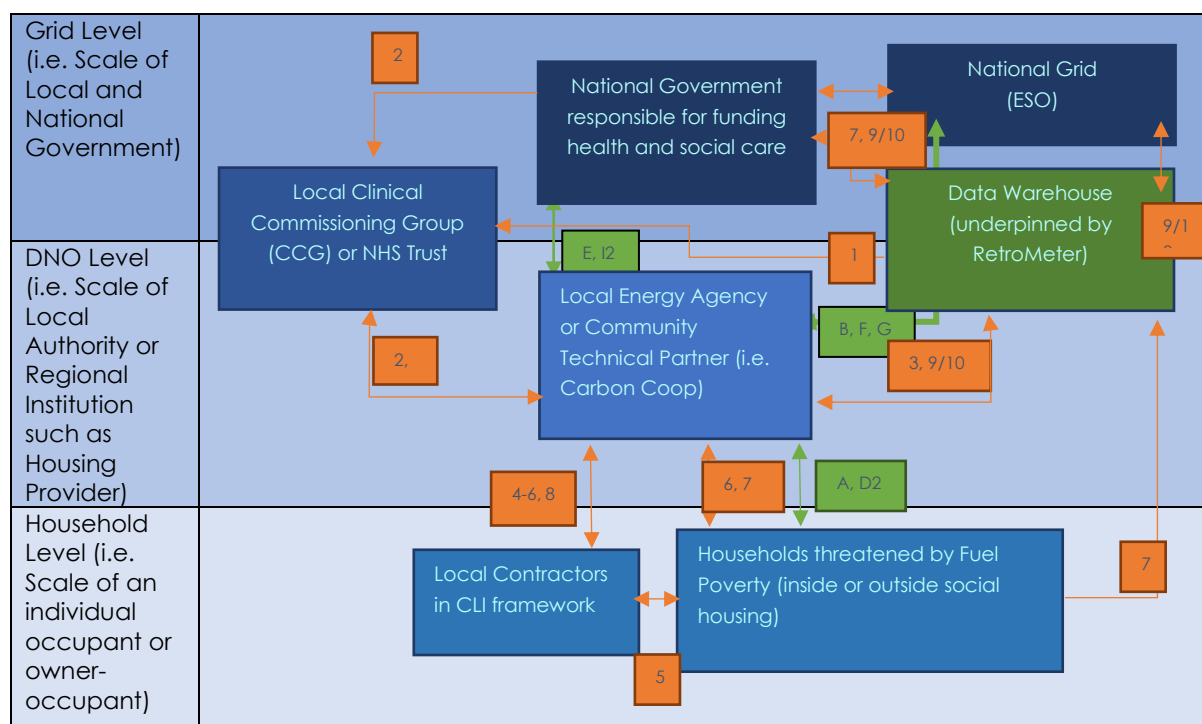 Grid Level
(i.e. Scale of
Local and
National
Government)
2
National Government
responsible for funding
health and social care
National Grid
(ESO)
7, 9/10
Local Clinical
Commissioning Group
(CCG) or NHS Trust
Data Warehouse
(underpinned by
RetroMeter)
9/1
DNO Level
(i.e. Scale of
Local
Authority or
Regional
Institution
such as
Housing
Provider)
E, I2
1
Local Energy Agency
or Community
Technical Partner (i.e.
Carbon Coop)
B, F, G
2,
3, 9/10
4-6, 8
6, 7
A, D2
Household
Level (i.e.
Scale of an
individual
occupant or
owner-
occupant)
Local Contractors
in CLI framework
Households threatened by Fuel
Poverty (inside or outside social
housing)
7
5